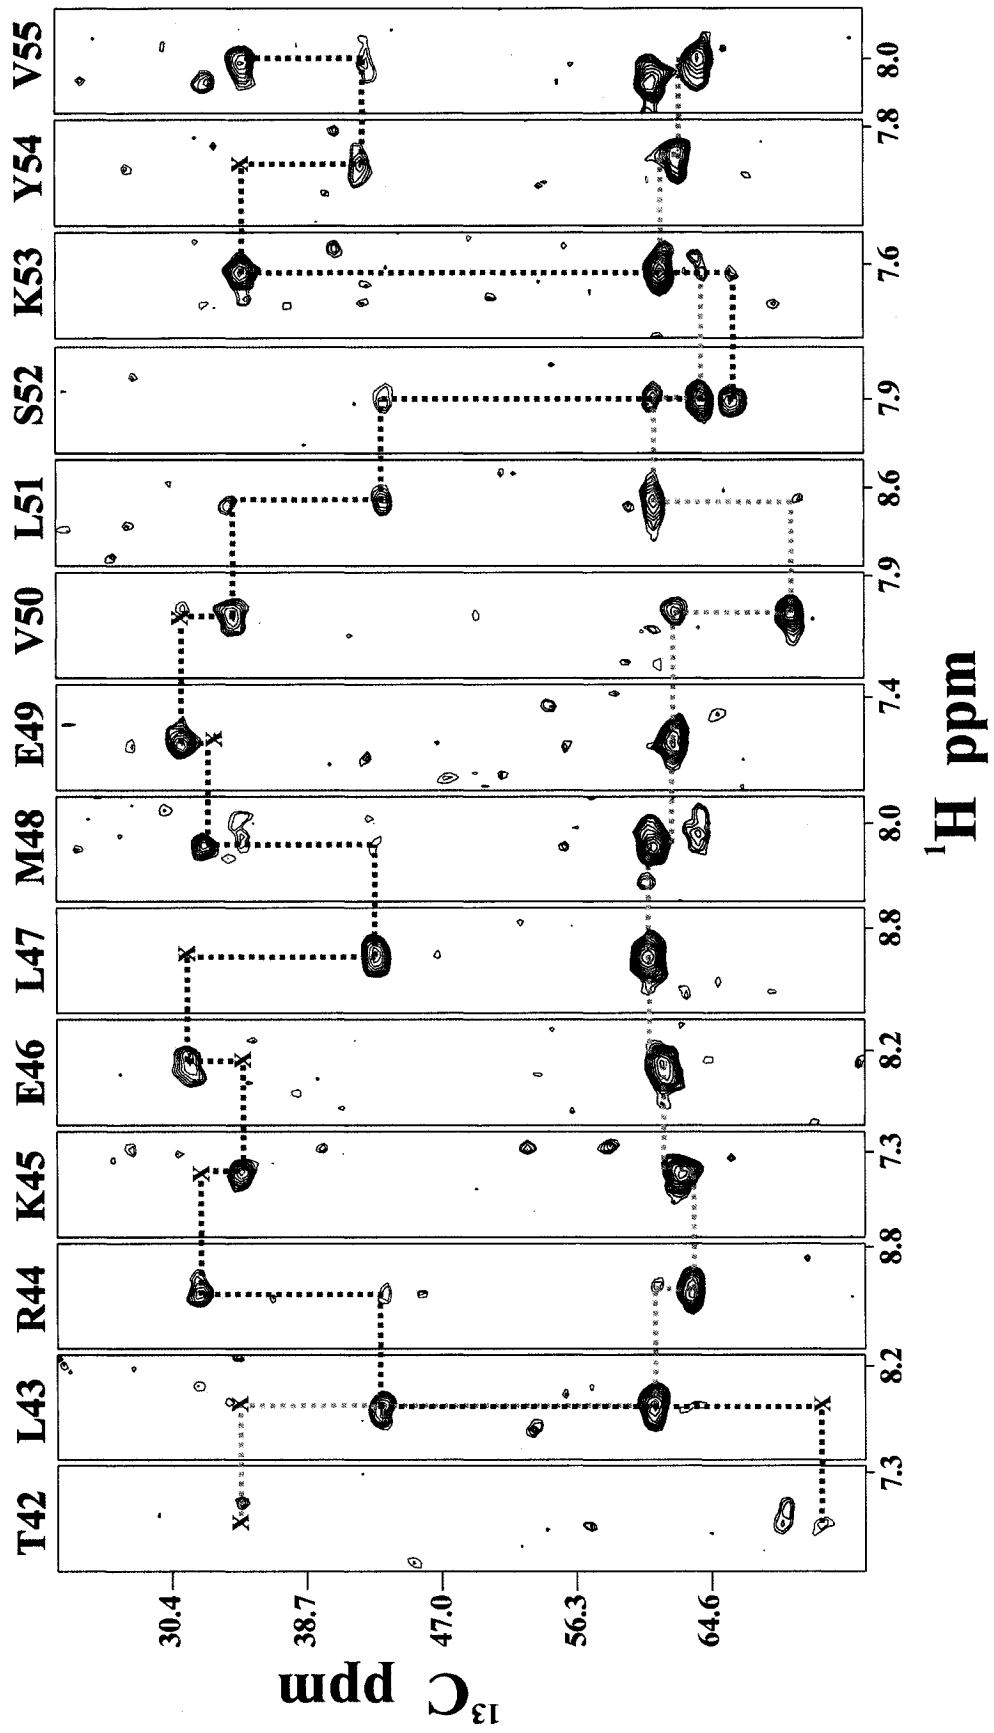 T42 L43 R44 K45 E46 L47 M48 E49 V50 L51 S52 K53 Y54 V55
30.4
38.7
47.0
56.3
64.6
13C ppm
X X X X X X X X X
7.3 8.2 8.8 7.3 8.2 8.8 8.0 7.4 7.9 8.6 7.9 7.6 7.8 8.0
1H ppm